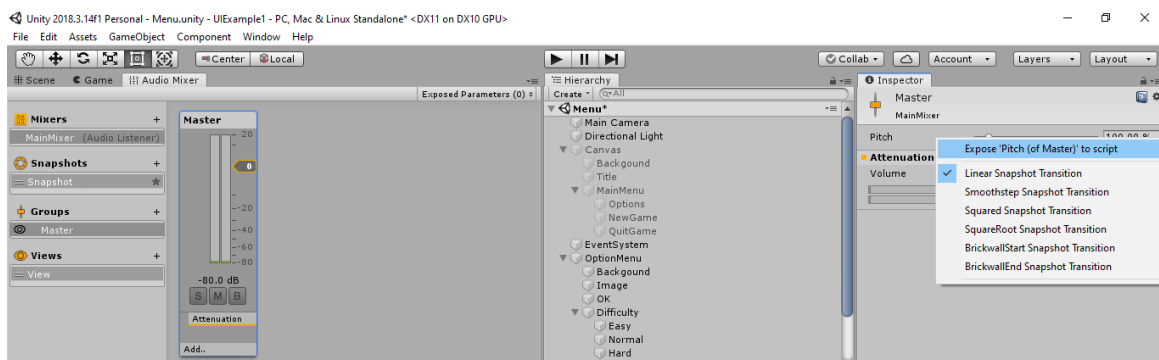 Unity 2018.3.14f1 Personal - Menu.unity - UIExample1 - PC, Mac & Linux Standalone* <DX11 on DX10 GPU>
File Edit Assets GameObject Component Window Help
Center Local Collab Account Layers Layout
Scene Game Audio Mixer
Exposed Parameters (0)
Mixers +
MainMixer (Audio Listener)
Snapshots +
Snapshot
Groups +
Master
Views +
View
Master
20
0
-20
-40
-60
-80
-80.0 dB
S M B
Attenuation
Add..
Hierarchy
Create All
Menu*
Main Camera
Directional Light
Canvas
Backgound
Title
MainMenu
Options
NewGame
QuitGame
EventSystem
OptionMenu
Backgound
Image
OK
Difficulty
Easy
Normal
Hard
Inspector
Master
MainMixer
Pitch 100.00 %
Attenuation
Volume
Expose 'Pitch (of Master)' to script
Linear Snapshot Transition
Smoothstep Snapshot Transition
Squared Snapshot Transition
SquareRoot Snapshot Transition
BrickwallStart Snapshot Transition
BrickwallEnd Snapshot Transition